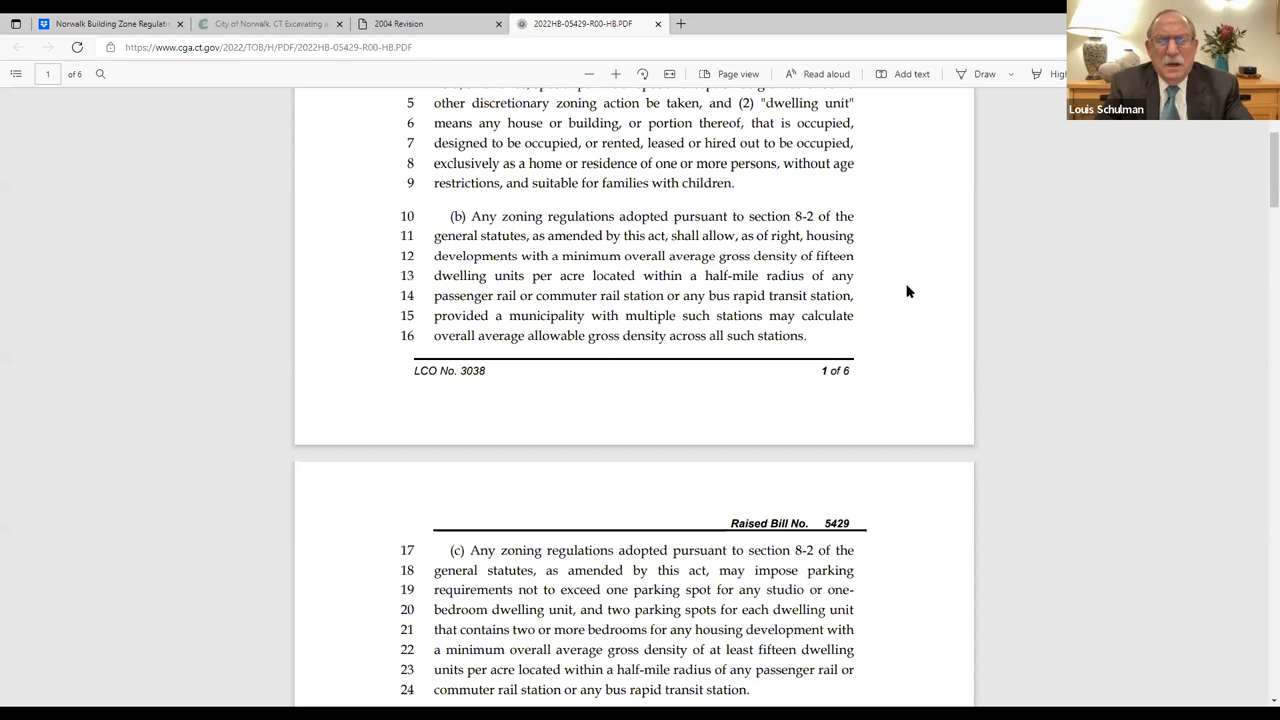 Norwalk Building Zone Regulati
City of Norwalk, CT Excavating a
2004 Revision
2022HB-05429-R00-HB.PDF
https://www.cga.ct.gov/2022/TOB/H/PDF/2022HB-05429-R00-HB.PDF
1 of 6
Page view
Read aloud
Add text
Draw
High
Louis Schulman
5 other discretionary zoning action be taken, and (2) "dwelling unit"
6 means any house or building, or portion thereof, that is occupied,
7 designed to be occupied, or rented, leased or hired out to be occupied,
8 exclusively as a home or residence of one or more persons, without age
9 restrictions, and suitable for families with children.
10 (b) Any zoning regulations adopted pursuant to section 8-2 of the
11 general statutes, as amended by this act, shall allow, as of right, housing
12 developments with a minimum overall average gross density of fifteen
13 dwelling units per acre located within a half-mile radius of any
14 passenger rail or commuter rail station or any bus rapid transit station,
15 provided a municipality with multiple such stations may calculate
16 overall average allowable gross density across all such stations.
LCO No. 3038 1 of 6
Raised Bill No. 5429
17 (c) Any zoning regulations adopted pursuant to section 8-2 of the
18 general statutes, as amended by this act, may impose parking
19 requirements not to exceed one parking spot for any studio or one-
20 bedroom dwelling unit, and two parking spots for each dwelling unit
21 that contains two or more bedrooms for any housing development with
22 a minimum overall average gross density of at least fifteen dwelling
23 units per acre located within a half-mile radius of any passenger rail or
24 commuter rail station or any bus rapid transit station.